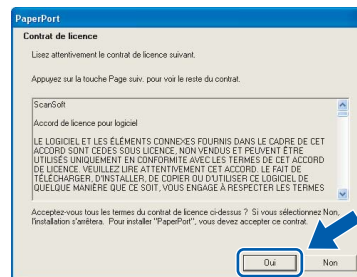 PaperPort
Contrat de licence
Lisez attentivement le contrat de licence suivant.
Appuyez sur la touche Page suiv. pour voir le reste du contrat.
ScanSoft
Accord de licence pour logiciel
LE LOGICIEL ET LES ÉLÉMENTS CONNEXES FOURNIS DANS LE CADRE DE CET
ACCORD SONT CEDES SOUS LICENCE, NON VENDUS ET PEUVENT ÊTRE
UTILISÉS UNIQUEMENT EN CONFORMITE AVEC LES TERMES DE CET ACCORD
DE LICENCE. VEUILLEZ LIRE ATTENTIVEMENT CET ACCORD. LE FAIT DE
TÉLÉCHARGER, D'INSTALLER, DE COPIER OU D'UTILISER CE LOGICIEL DE
QUELQUE MANIÈRE QUE CE SOIT, VOUS ENGAGE À RESPECTER LES TERMES
Acceptez-vous tous les termes du contrat de licence ci-dessus ? Si vous sélectionnez Non,
l'installation s'arrêtera. Pour installer "PaperPort", vous devez accepter ce contrat.
Oui
Non